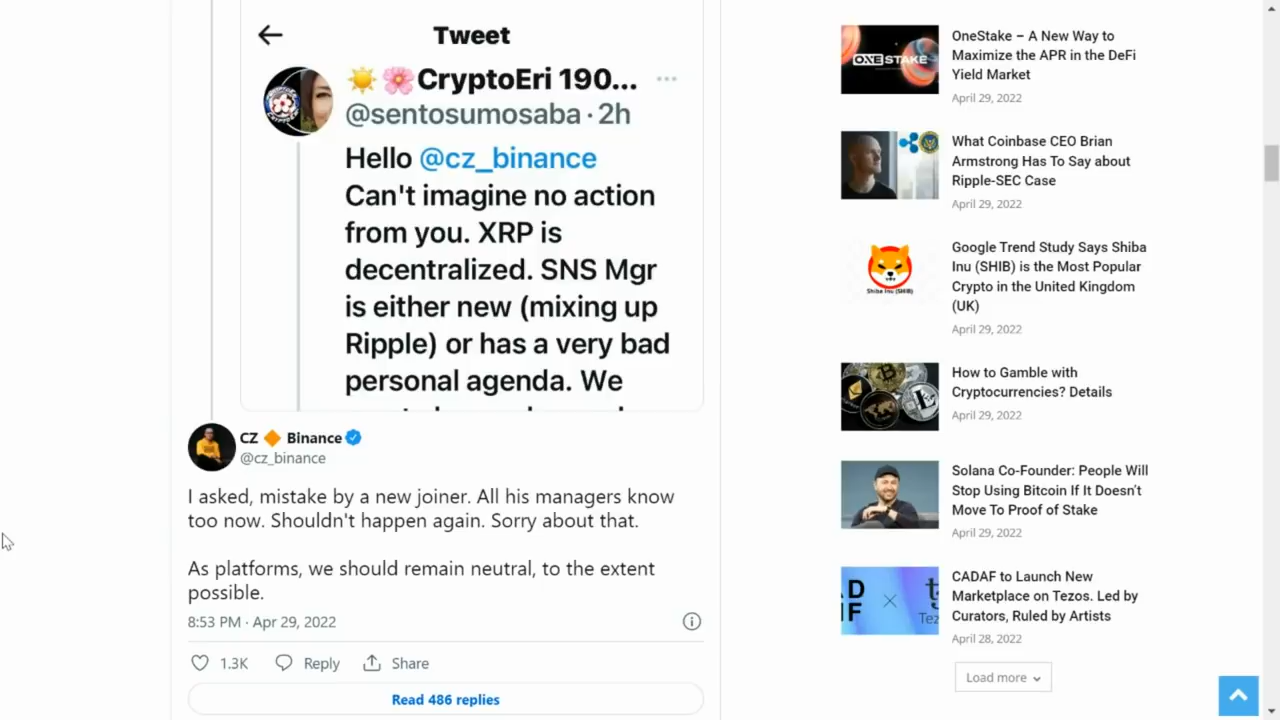 Tweet
CryptoEri 190...
@sentosumosaba · 2h
Hello @cz_binance
Can't imagine no action
from you. XRP is
decentralized. SNS Mgr
is either new (mixing up
Ripple) or has a very bad
personal agenda. We
CZ 🔶 Binance
@cz_binance
I asked, mistake by a new joiner. All his managers know
too now. Shouldn't happen again. Sorry about that.
As platforms, we should remain neutral, to the extent
possible.
8:53 PM · Apr 29, 2022
1.3K Reply Share
Read 486 replies
ONE STAKE
OneStake – A New Way to
Maximize the APR in the DeFi
Yield Market
April 29, 2022
What Coinbase CEO Brian
Armstrong Has To Say about
Ripple-SEC Case
April 29, 2022
Shiba Inu (SHIB)
Google Trend Study Says Shiba
Inu (SHIB) is the Most Popular
Crypto in the United Kingdom
(UK)
April 29, 2022
How to Gamble with
Cryptocurrencies? Details
April 29, 2022
Solana Co-Founder: People Will
Stop Using Bitcoin If It Doesn't
Move To Proof of Stake
April 29, 2022
CADAF to Launch New
Marketplace on Tezos. Led by
Curators, Ruled by Artists
April 28, 2022
Load more